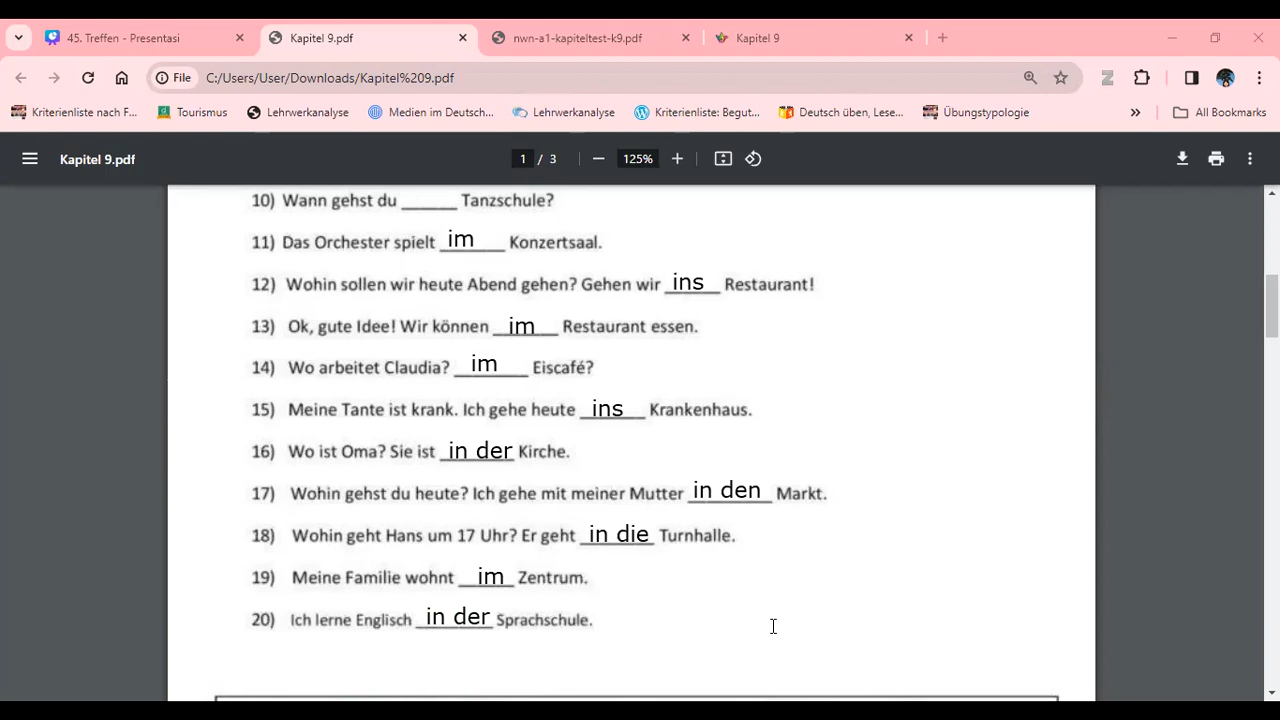 45. Treffen - Presentasi
Kapitel 9.pdf
nwn-a1-kapiteltest-k9.pdf
Kapitel 9
File C:/Users/User/Downloads/Kapitel%209.pdf
Kriterienliste nach F... Tourismus Lehrwerkanalyse Medien im Deutsch... Lehrwerkanalyse Kriterienliste: Begut... Deutsch üben, Lese... Übungstypologie » All Bookmarks
Kapitel 9.pdf 1 / 3 — 125% +
10) Wann gehst du ______ Tanzschule?
11) Das Orchester spielt im Konzertsaal.
12) Wohin sollen wir heute Abend gehen? Gehen wir ins Restaurant!
13) Ok, gute Idee! Wir können im Restaurant essen.
14) Wo arbeitet Claudia? im Eiscafé?
15) Meine Tante ist krank. Ich gehe heute ins Krankenhaus.
16) Wo ist Oma? Sie ist in der Kirche.
17) Wohin gehst du heute? Ich gehe mit meiner Mutter in den Markt.
18) Wohin geht Hans um 17 Uhr? Er geht in die Turnhalle.
19) Meine Familie wohnt im Zentrum.
20) Ich lerne Englisch in der Sprachschule.